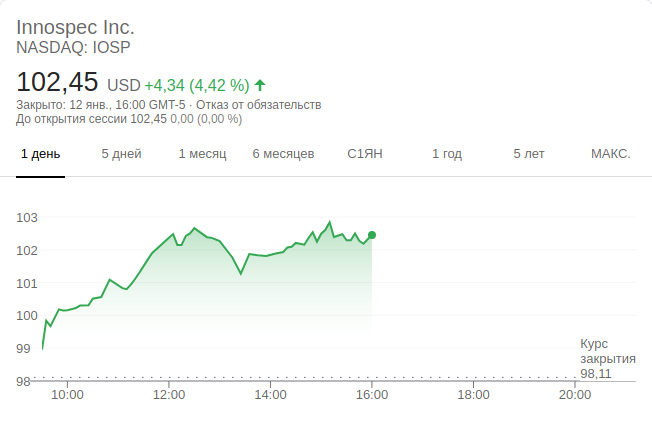 Innospec Inc.
NASDAQ: IOSP
102,45 USD +4,34 (4,42 %)
Закрыто: 12 янв., 16:00 GMT-5 · Отказ от обязательств
До открытия сессии 102,45 0,00 (0,00 %)
1 день 5 дней 1 месяц 6 месяцев С1ЯН 1 год 5 лет МАКС.
103
102
101
100
99
98
Курс
закрытия
98,11
10:00 12:00 14:00 16:00 18:00 20:00